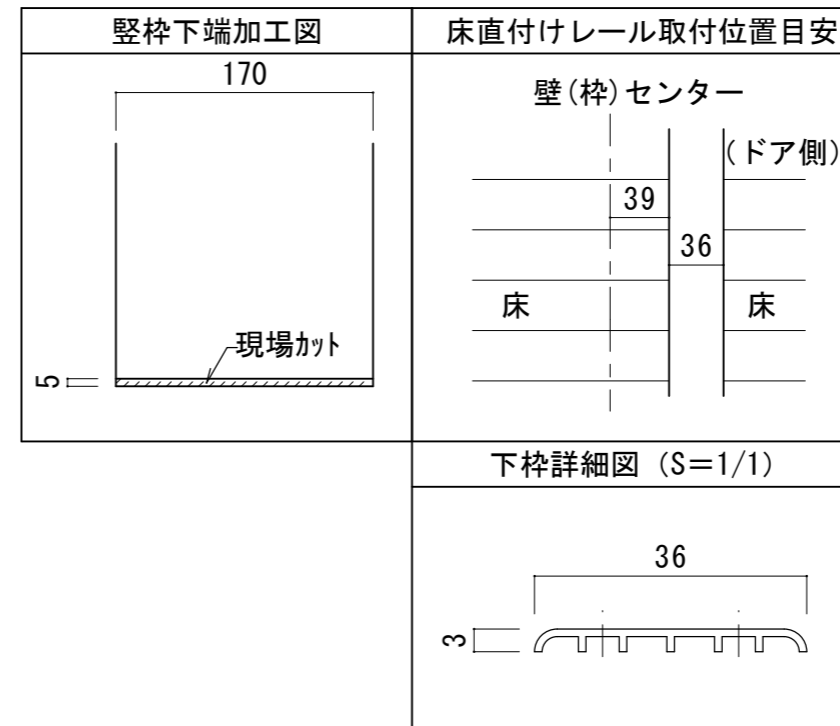 竪枠下端加工図
170
現場ｶｯﾄ
5
床直付けレール取付位置目安
壁(枠)センター
(ドア側)
39
36
床
床
下枠詳細図 (S=1/1)
36
3